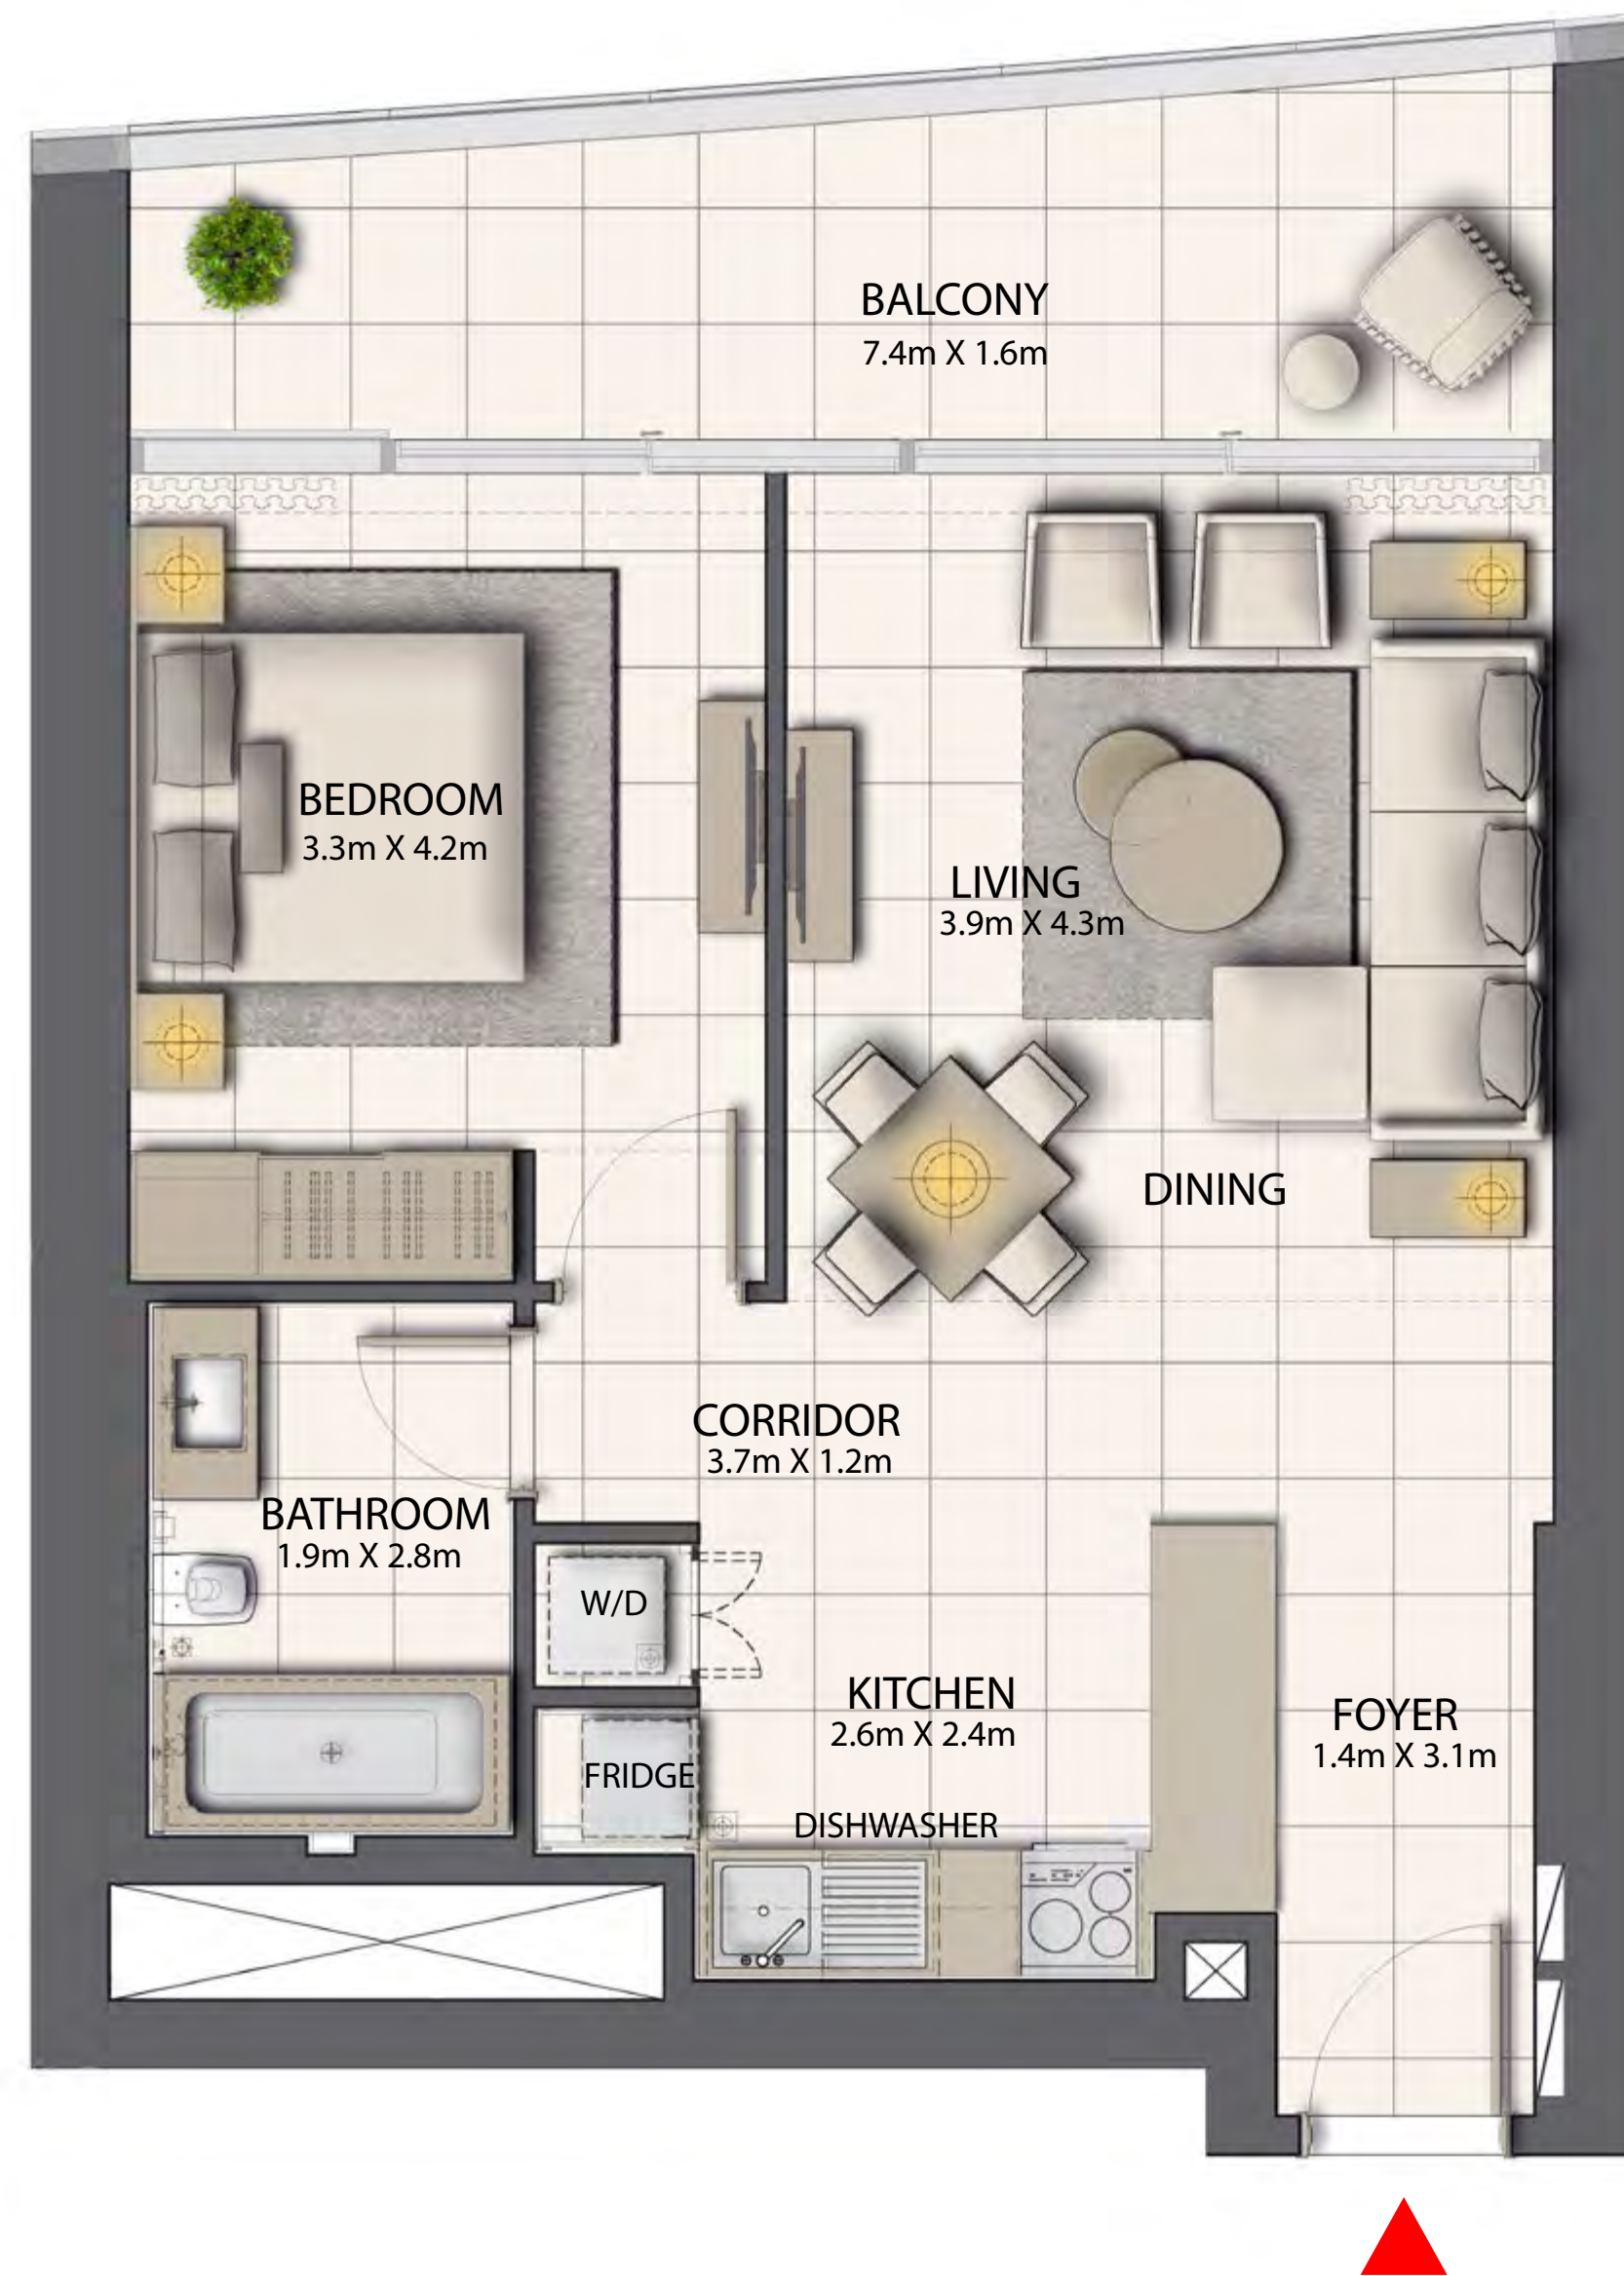 BALCONY
7.4m X 1.6m
BEDROOM
3.3m X 4.2m
LIVING
3.9m X 4.3m
DINING
CORRIDOR
3.7m X 1.2m
BATHROOM
1.9m X 2.8m
W/D
KITCHEN
2.6m X 2.4m
FOYER
1.4m X 3.1m
FRIDGE
DISHWASHER